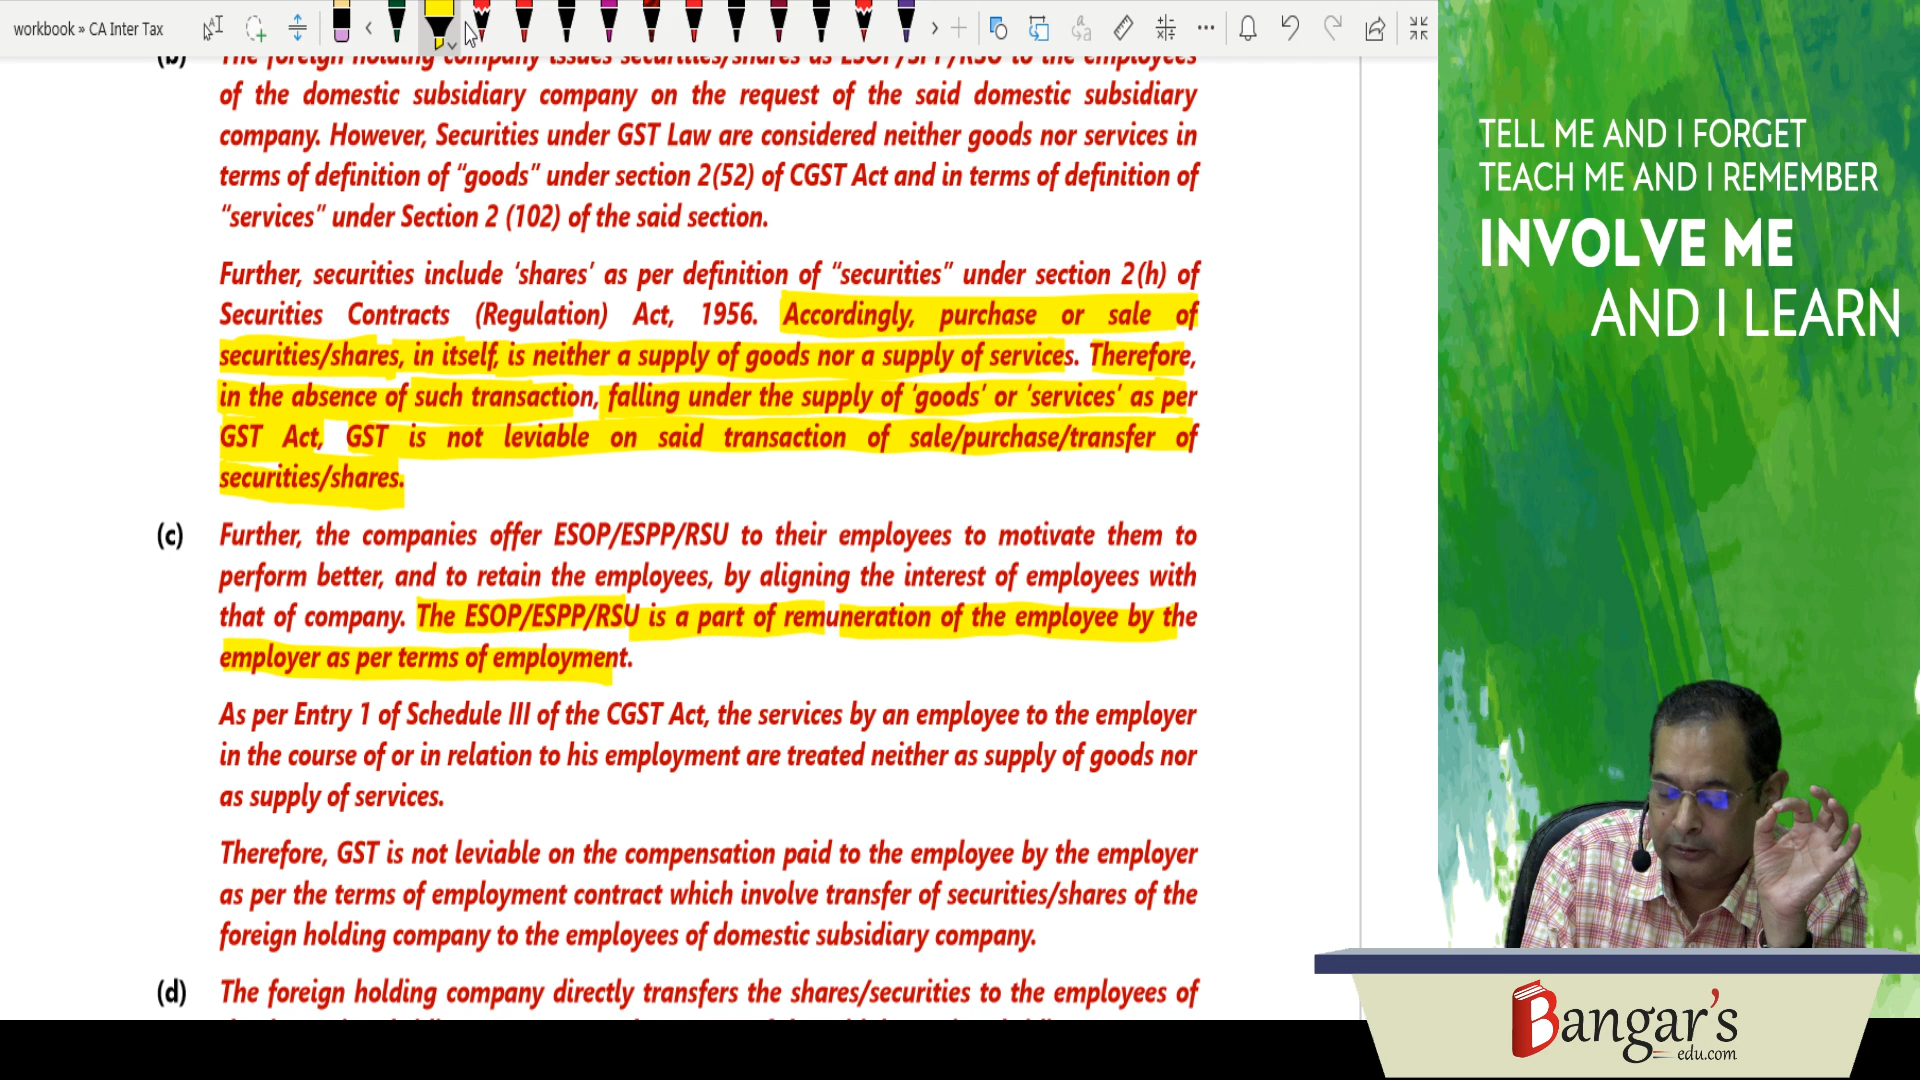 workbook » CA Inter Tax
(b) The foreign holding company issues securities/shares as ESOP/SPP/RSU to the employees
of the domestic subsidiary company on the request of the said domestic subsidiary
company. However, Securities under GST Law are considered neither goods nor services in
terms of definition of “goods” under section 2(52) of CGST Act and in terms of definition of
“services” under Section 2 (102) of the said section.
Further, securities include ‘shares’ as per definition of “securities” under section 2(h) of
Securities Contracts (Regulation) Act, 1956. Accordingly, purchase or sale of
securities/shares, in itself, is neither a supply of goods nor a supply of services. Therefore,
in the absence of such transaction, falling under the supply of ‘goods’ or ‘services’ as per
GST Act, GST is not leviable on said transaction of sale/purchase/transfer of
securities/shares.
(c) Further, the companies offer ESOP/ESPP/RSU to their employees to motivate them to
perform better, and to retain the employees, by aligning the interest of employees with
that of company. The ESOP/ESPP/RSU is a part of remuneration of the employee by the
employer as per terms of employment.
As per Entry 1 of Schedule III of the CGST Act, the services by an employee to the employer
in the course of or in relation to his employment are treated neither as supply of goods nor
as supply of services.
Therefore, GST is not leviable on the compensation paid to the employee by the employer
as per the terms of employment contract which involve transfer of securities/shares of the
foreign holding company to the employees of domestic subsidiary company.
(d) The foreign holding company directly transfers the shares/securities to the employees of
TELL ME AND I FORGET
TEACH ME AND I REMEMBER
INVOLVE ME
AND I LEARN
Bangar’s
edu.com